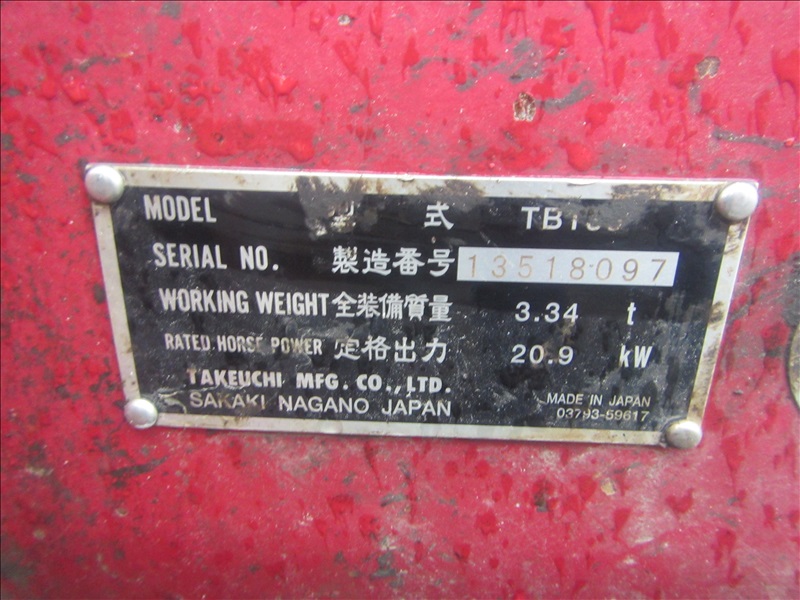 MODEL 型 式
SERIAL NO. 製造番号 13518097
WORKING WEIGHT 全装備質量 3.34 t
RATED HORSE POWER 定格出力 20.9 kW
TAKEUCHI MFG. CO., LTD.
SAKAKI NAGANO JAPAN
MADE IN JAPAN
03793-59617